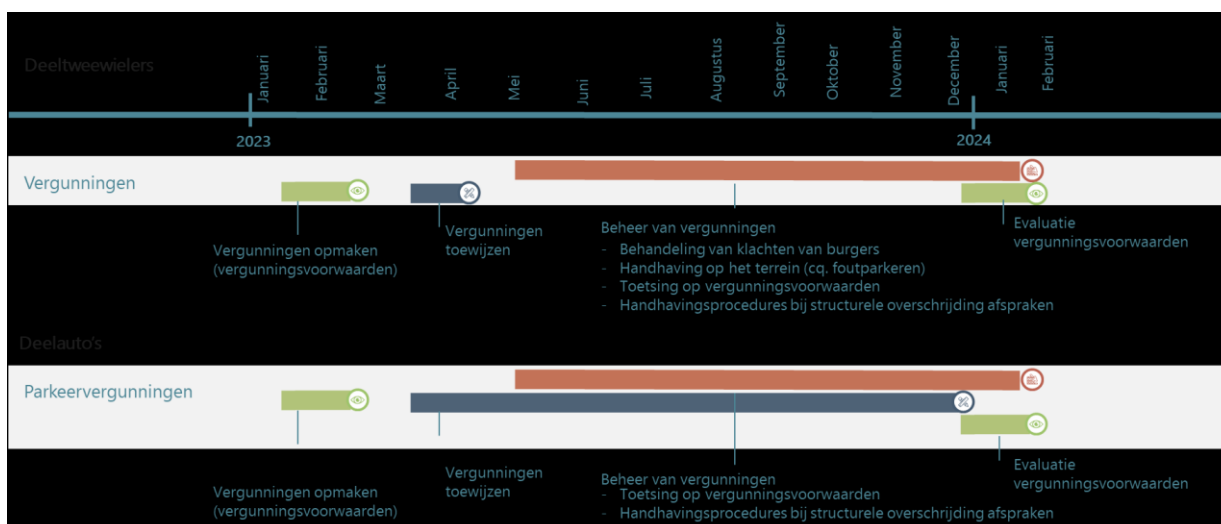 Deeltweewielers
Januari
Februari
Maart
April
Mei
Juni
Juli
Augustus
September
Oktober
November
December
Januari
Februari
2023
2024
Vergunningen
Vergunningen opmaken
(vergunningsvoorwaarden)
Vergunningen
toewijzen
Beheer van vergunningen
- Behandeling van klachten van burgers
- Handhaving op het terrein (cq. foutparkeren)
- Toetsing op vergunningsvoorwaarden
- Handhavingsprocedures bij structurele overschrijding afspraken
Evaluatie
vergunningsvoorwaarden
Deelauto's
Parkeervergunningen
Vergunningen opmaken
(vergunningsvoorwaarden)
Vergunningen
toewijzen
Beheer van vergunningen
- Toetsing op vergunningsvoorwaarden
- Handhavingsprocedures bij structurele overschrijding afspraken
Evaluatie
vergunningsvoorwaarden